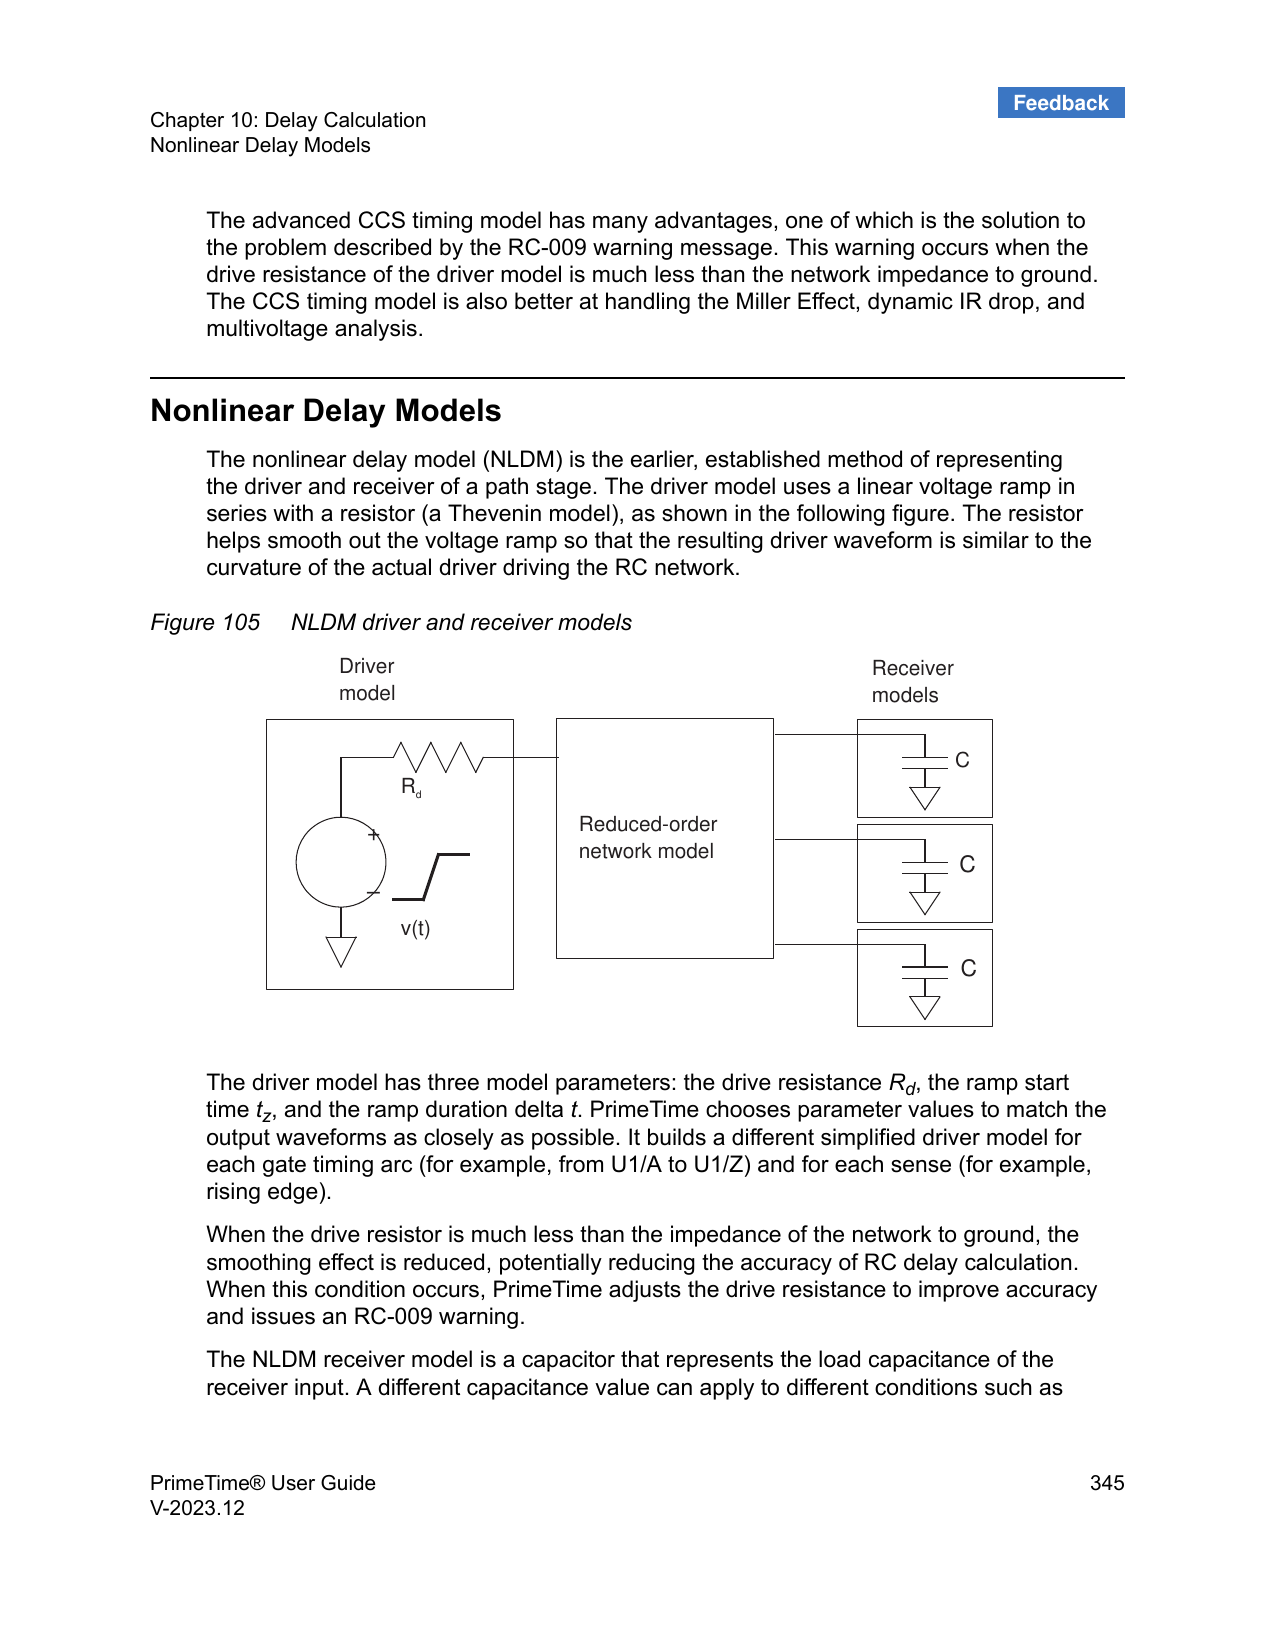 Feedback
Chapter 10: Delay Calculation
Nonlinear Delay Models
The advanced CCS timing model has many advantages, one of which is the solution to
the problem described by the RC-009 warning message. This warning occurs when the
drive resistance of the driver model is much less than the network impedance to ground.
The CCS timing model is also better at handling the Miller Effect, dynamic IR drop, and
multivoltage analysis.
Nonlinear Delay Models
The nonlinear delay model (NLDM) is the earlier, established method of representing
the driver and receiver of a path stage. The driver model uses a linear voltage ramp in
series with a resistor (a Thevenin model), as shown in the following figure. The resistor
helps smooth out the voltage ramp so that the resulting driver waveform is similar to the
curvature of the actual driver driving the RC network.
Figure 105 NLDM driver and receiver models
Driver
model
Receiver
models
Rd
+
–
v(t)
Reduced-order
network model
C
C
C
The driver model has three model parameters: the drive resistance Rd, the ramp start
time tz, and the ramp duration delta t. PrimeTime chooses parameter values to match the
output waveforms as closely as possible. It builds a different simplified driver model for
each gate timing arc (for example, from U1/A to U1/Z) and for each sense (for example,
rising edge).
When the drive resistor is much less than the impedance of the network to ground, the
smoothing effect is reduced, potentially reducing the accuracy of RC delay calculation.
When this condition occurs, PrimeTime adjusts the drive resistance to improve accuracy
and issues an RC-009 warning.
The NLDM receiver model is a capacitor that represents the load capacitance of the
receiver input. A different capacitance value can apply to different conditions such as
PrimeTime® User Guide
V-2023.12
345